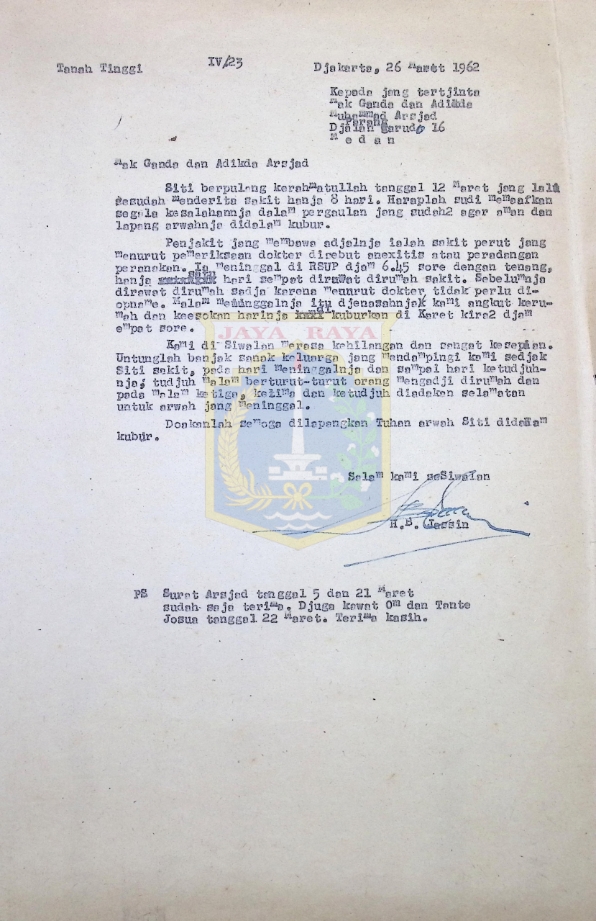 Tanah Tinggi IV/23 Djakarta, 26 Maret 1962
Kepada jang tertjinta
Mak Ganda dan Adikda
Muhammad Arsjad
Parang
Djalan Garuda 16
M e d a n
Mak Ganda dan Adikda Arsjad
Siti berpulang kerahmatullah tanggal 12 Maret jang lalu
sesudah menderita sakit hanja 8 hari. Haraplah sudi memaafkan
segala kesalahannja dalam pergaulan jang sudah2 agar aman dan
lapang arwahnja didalam kubur.
Penjakit jang membawa adjalnja ialah sakit perut jang
menurut pemeriksaan dokter disebut anexitis atau peradangan
peranakan. Ia meninggal di RSUP djam 6.45 sore dengan tenang,
hanja hari sempat dirawat dirumah sakit. Sebelumnja
dirawat dirumah sadja karena menurut dokter tidak perlu di-
opname. Malam meninggalnja itu djenasahnja kami angkut keru-
mah dan keesokan harinja kuburkan di Karet kira2 djam
empat sore.
JAYA RAYA
Kami di Siwalan merasa kehilangan dan sangat kesepian.
Untunglah banjak sanak keluarga jang mendampingi kami sedjak
Siti sakit, pada hari meninggalnja dan sampai hari ketudjuh-
nja; tudjuh malam berturut-turut orang mengadji dirumah dan
pada malam ketiga, kelima dan ketudjuh diadakan selamatan
untuk arwah jang meninggal.
Doakanlah semoga dilapangkan Tuhan arwah Siti didalam
kubur.
Salam kami seSiwalan
H.B. Jassin
PS Surat Arsjad tanggal 5 dan 21 Maret
sudah saja terima. Djuga kawat Om dan Tante
Josua tanggal 22 Maret. Terima kasih.